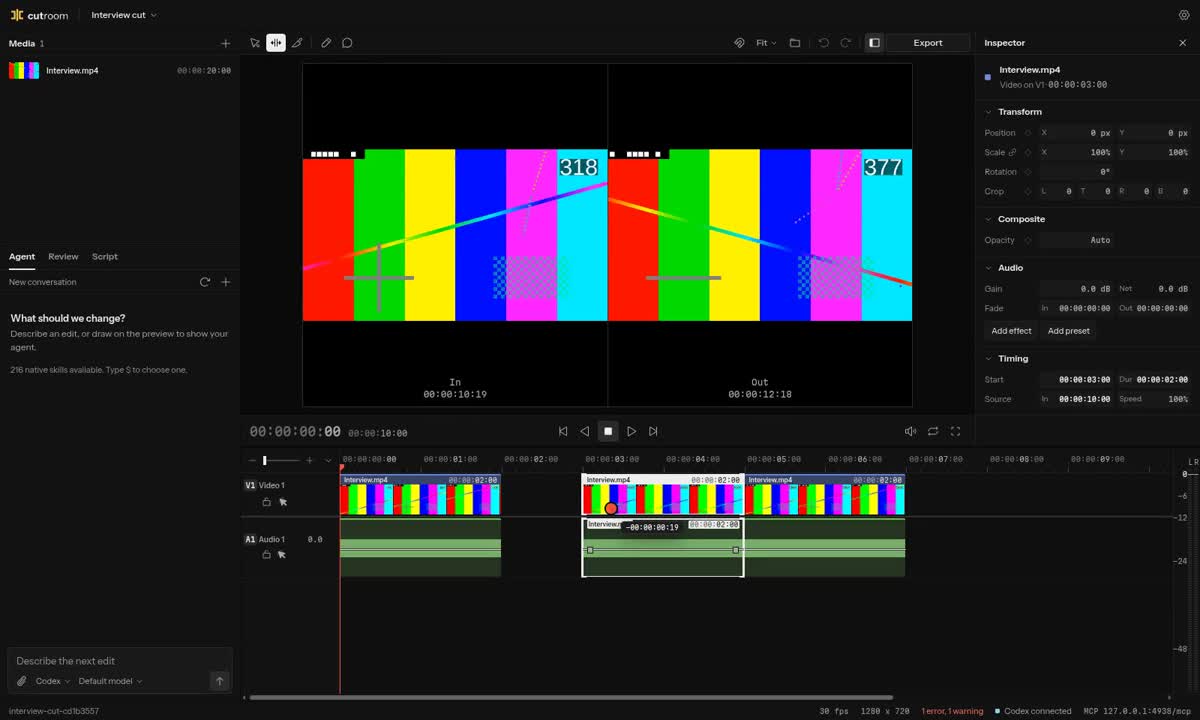 cutroom
Interview cut
Media 1
Interview.mp4 00:00:20:00
Fit
Export
Inspector
Interview.mp4
Video on V1·00:00:03:00
Transform
Position X 0 px Y 0 px
Scale X 100% Y 100%
Rotation 0°
Crop L 0 T 0 R 0 B 0
Composite
Opacity Auto
Audio
Gain 0.0 dB Net 0.0 dB
Fade In 00:00:00:00 Out 00:00:00:00
Add effect Add preset
Timing
Start 00:00:03:00 Dur 00:00:02:00
Source In 00:00:10:00 Speed 100%
318
377
In
00:00:10:19
Out
00:00:12:18
Agent Review Script
New conversation
What should we change?
Describe an edit, or draw on the preview to show your
agent.
216 native skills available. Type $ to choose one.
Describe the next edit
Codex Default model
00:00:00:00 00:00:10:00
00:00:00:00 00:00:01:00 00:00:02:00 00:00:03:00 00:00:04:00 00:00:05:00 00:00:06:00 00:00:07:00 00:00:08:00 00:00:09:00
V1 Video 1
Interview.mp4 00:00:02:00
Interview.mp4 00:00:02:00
Interview.mp4 00:00:02:00
A1 Audio 1 0.0
00:00:02:00
-00:00:00:19
L R
0
-6
-12
-24
-48
interview-cut-cd1b3557
30 fps 1280 x 720 1 error, 1 warning Codex connected MCP 127.0.0.1:4938/mcp